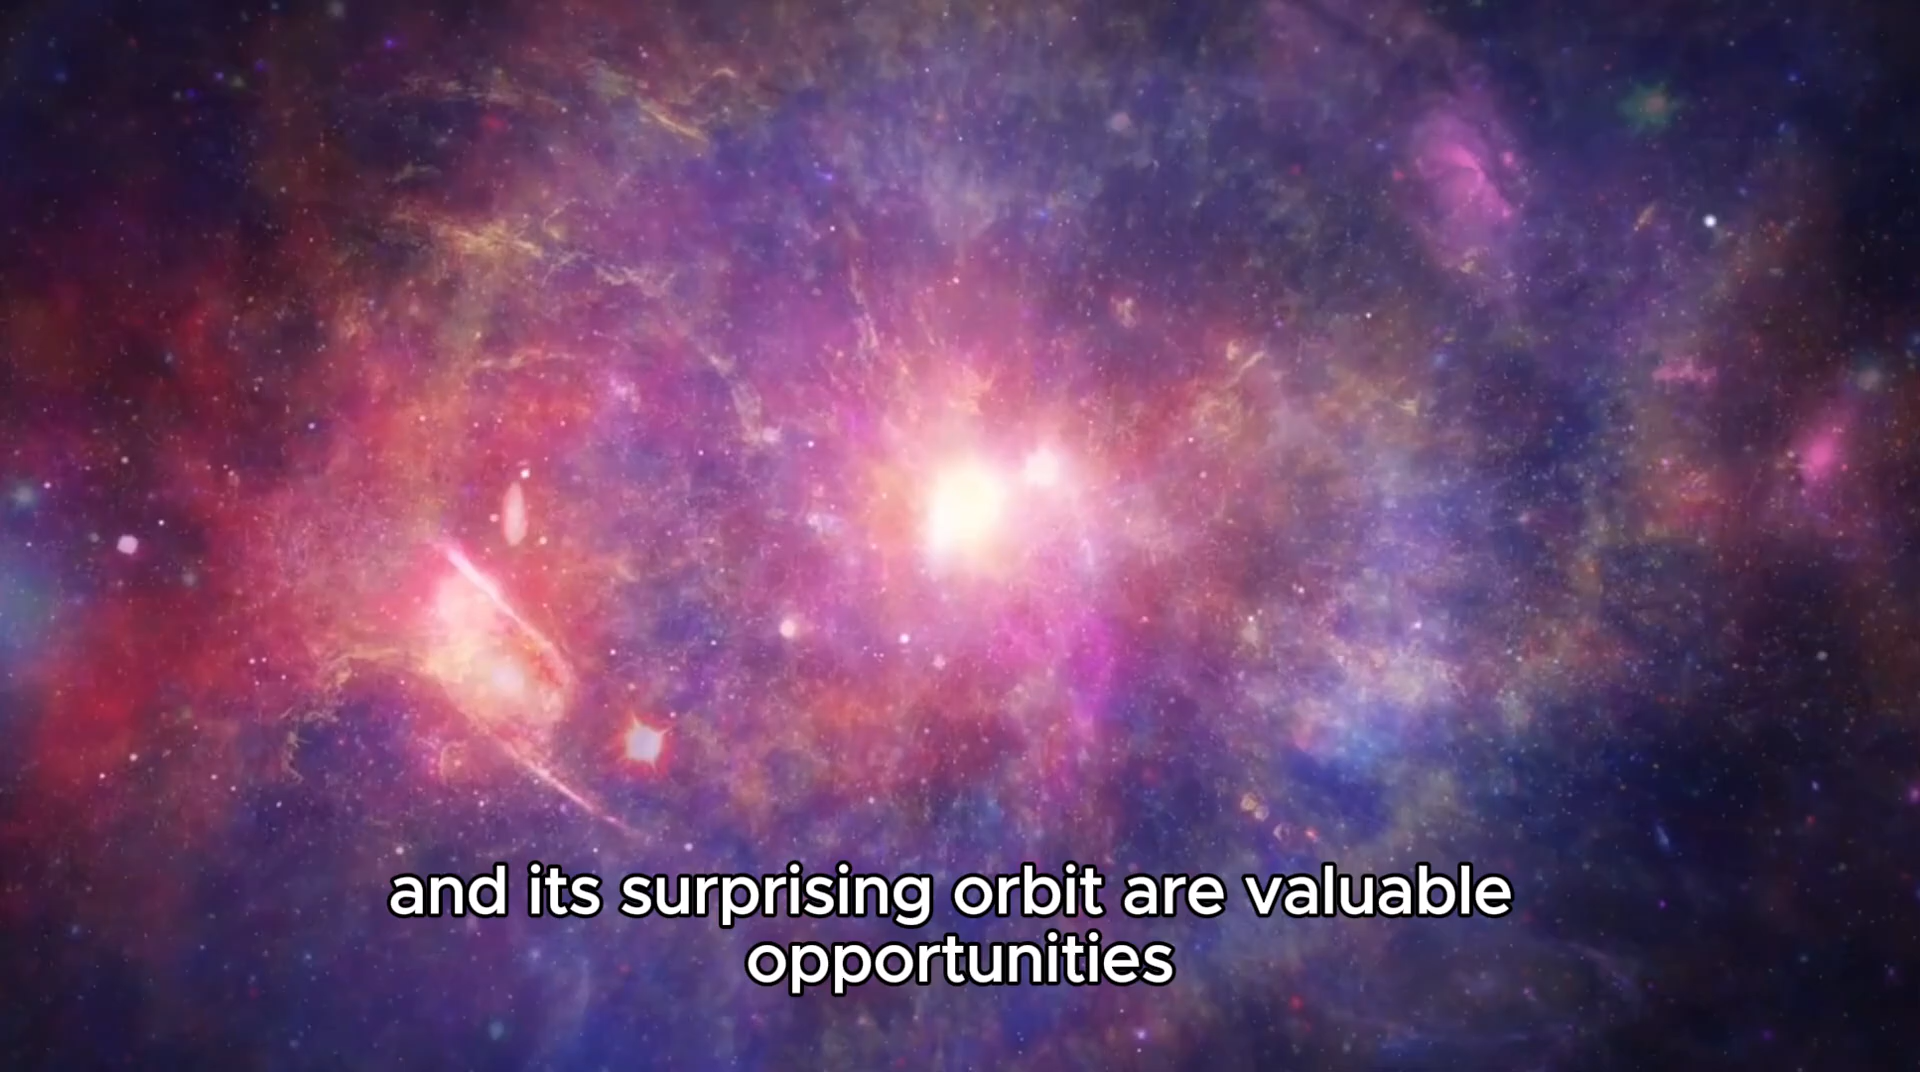 and its surprising orbit are valuable
opportunities